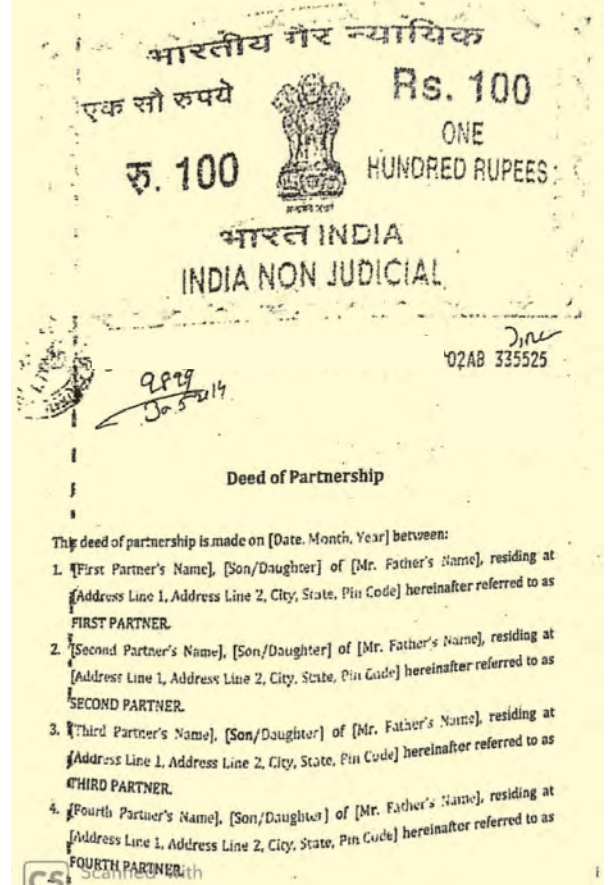 भारतीय गैर न्यायिक
एक सौ रुपये
Rs. 100
रु. 100
ONE
HUNDRED RUPEES
भारत INDIA
INDIA NON JUDICIAL
02AB 335525
Deed of Partnership
This deed of partnership is made on [Date. Month, Year] between:
1. [First Partner's Name], [Son/Daughter] of [Mr. Father's Name], residing at
[Address Line 1, Address Line 2, City, State, Pin Code] hereinafter referred to as
FIRST PARTNER.
2. [Second Partner's Name], [Son/Daughter] of [Mr. Father's Name], residing at
[Address Line 1, Address Line 2, City, State, Pin Code] hereinafter referred to as
SECOND PARTNER.
3. [Third Partner's Name], [Son/Daughter] of [Mr. Father's Name], residing at
[Address Line 1, Address Line 2, City, State, Pin Code] hereinafter referred to as
THIRD PARTNER.
4. [Fourth Partner's Name], [Son/Daughter] of [Mr. Father's Name], residing at
[Address Line 1, Address Line 2, City, State, Pin Code] hereinafter referred to as
FOURTH PARTNER.
CS Scanned with